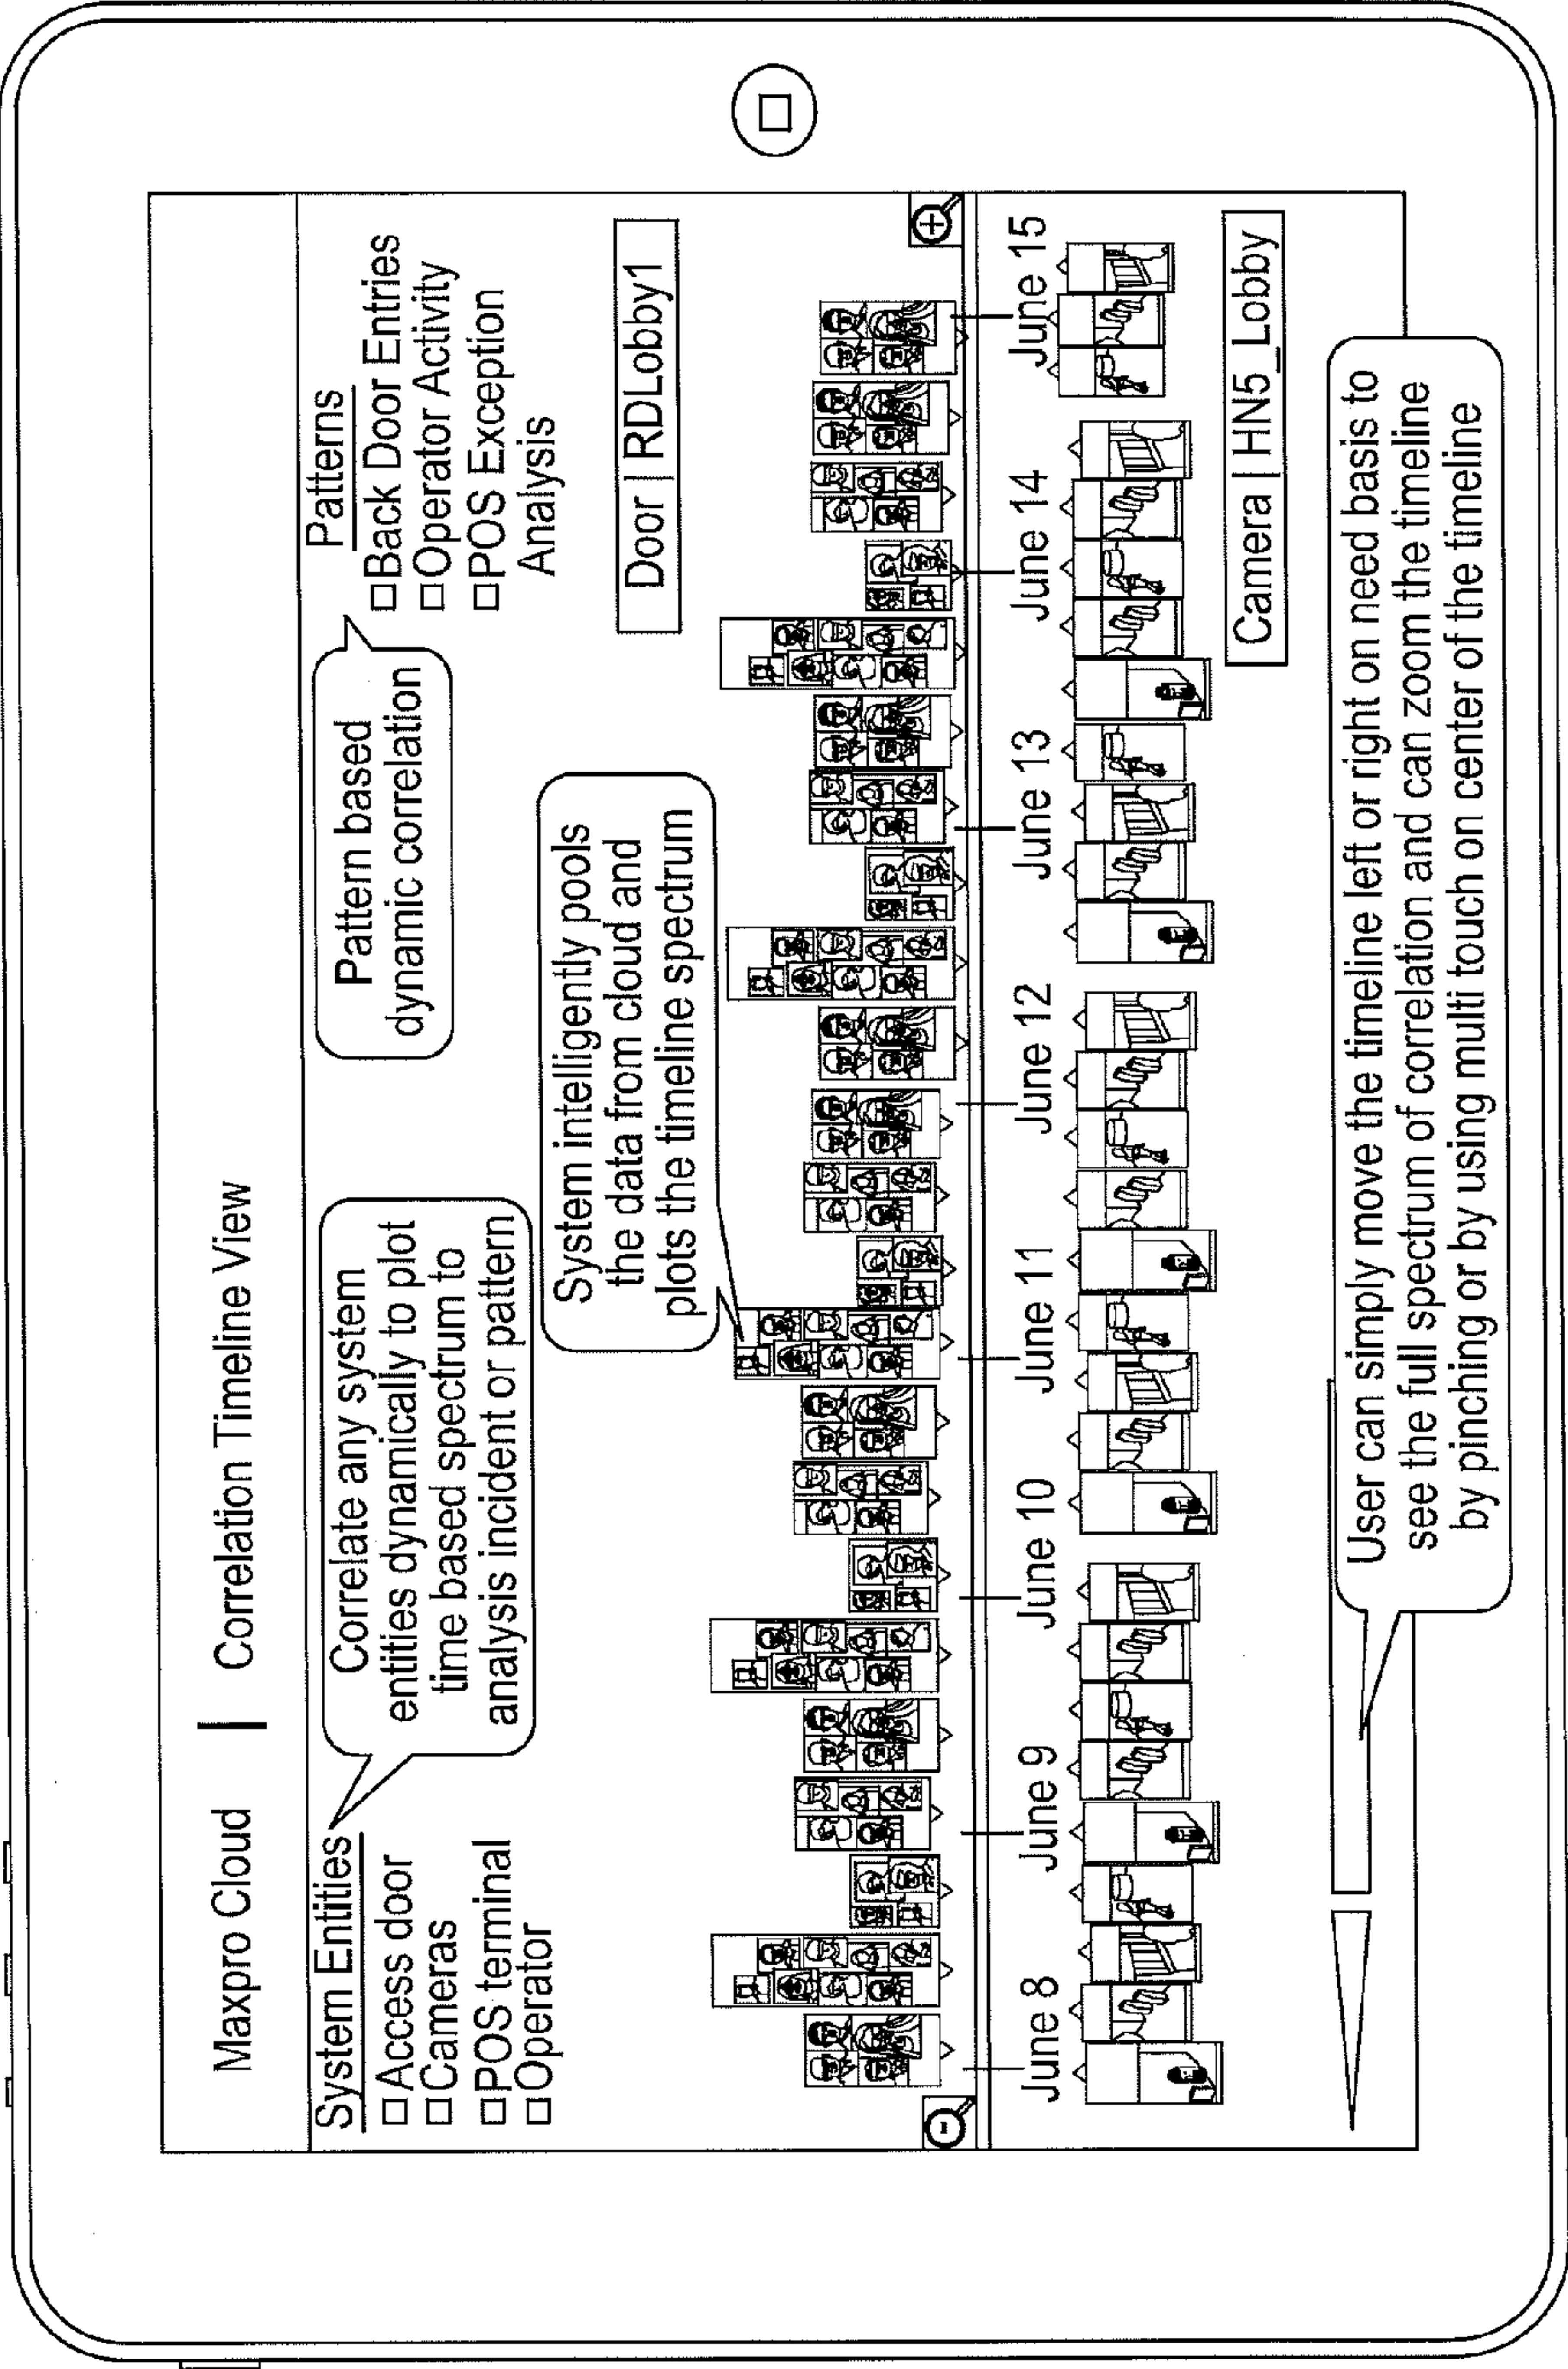 Maxpro Cloud | Correlation Timeline View
System Entities
Access door
Cameras
POS terminal
Operator
Correlate any system
entities dynamically to plot
time based spectrum to
analysis incident or pattern
Pattern based
dynamic correlation
Patterns
Back Door Entries
Operator Activity
POS Exception
Analysis
System intelligently pools
the data from cloud and
plots the timeline spectrum
Door | RDLobby1
June 8
June 9
June 10
June 11
June 12
June 13
June 14
June 15
Camera | HN5_Lobby
User can simply move the timeline left or right on need basis to
see the full spectrum of correlation and can zoom the timeline
by pinching or by using multi touch on center of the timeline